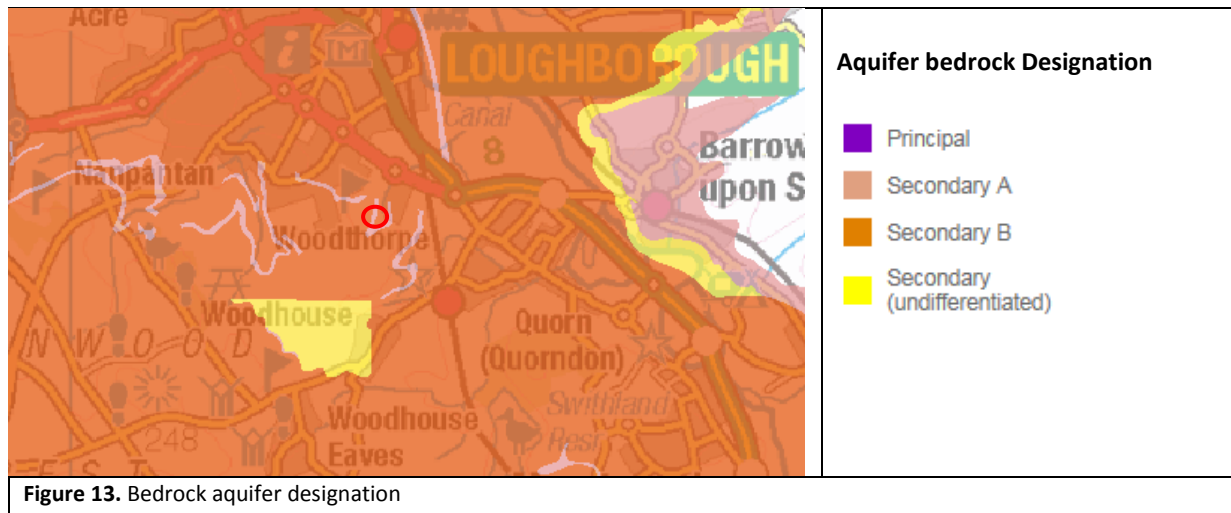 Acre
LOUGHBOROUGH
Canal
8
Barrow
upon S
Nanpantan
Woodthorpe
Woodhouse
N W O O D
Quorn
(Quorndon)
Swithland
Res
248
Woodhouse
Eaves
E S T
Aquifer bedrock Designation
Principal
Secondary A
Secondary B
Secondary
(undifferentiated)
Figure 13. Bedrock aquifer designation